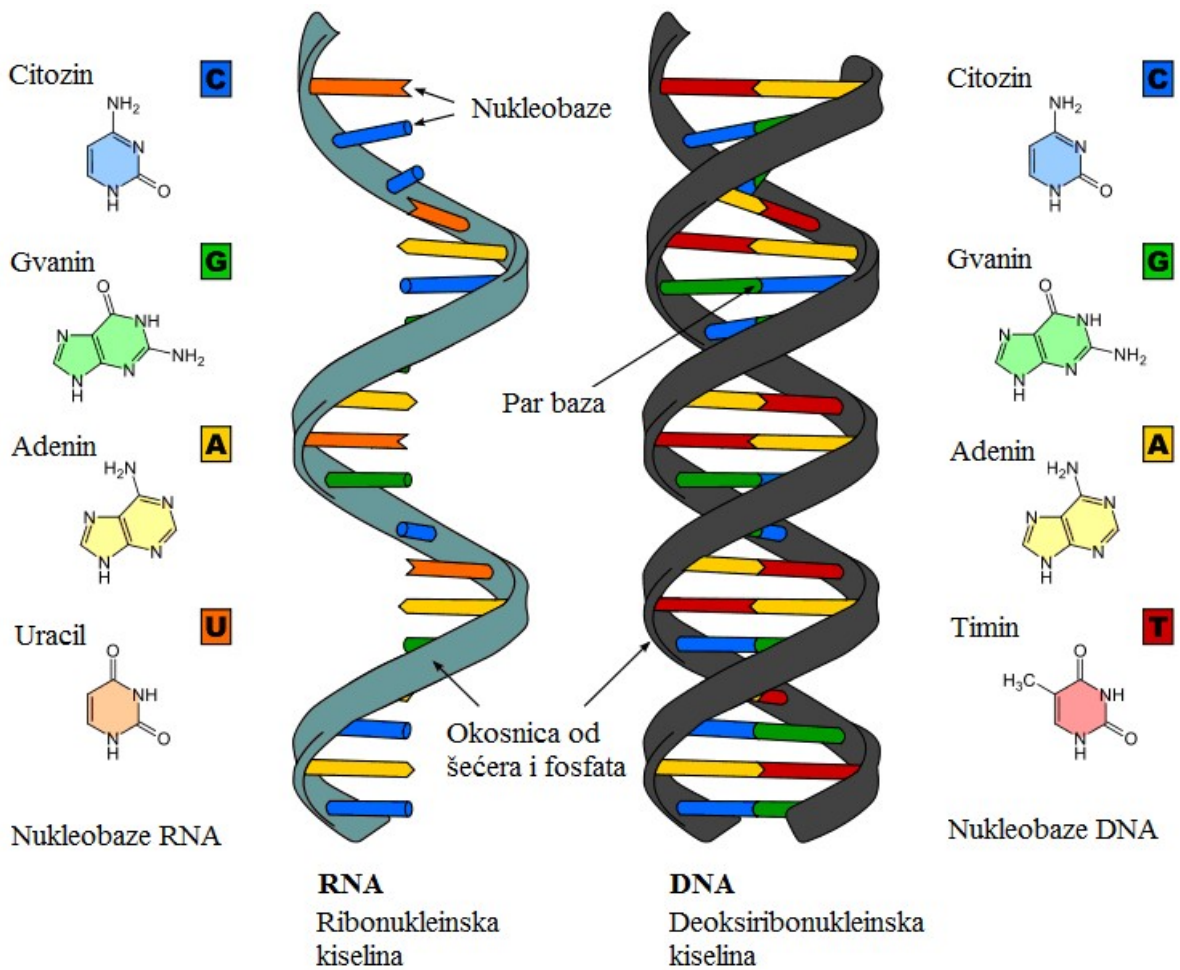 Citozin
C
NH₂
N
N
H
O
Gvanin
G
O
NH
N
N
H
N
NH₂
Adenin
A
H₂N
N
N
N
H
N
Uracil
U
O
NH
N
H
O
Nukleobaze RNA
Nukleobaze
Par baza
Okosnica od
šećera i fosfata
RNA
Ribonukleinska
kiselina
DNA
Deoksiribonukleinska
kiselina
Citozin
C
NH₂
N
N
H
O
Gvanin
G
O
NH
N
N
H
N
NH₂
Adenin
A
H₂N
N
N
N
H
N
Timin
T
O
H₃C
NH
N
H
O
Nukleobaze DNA